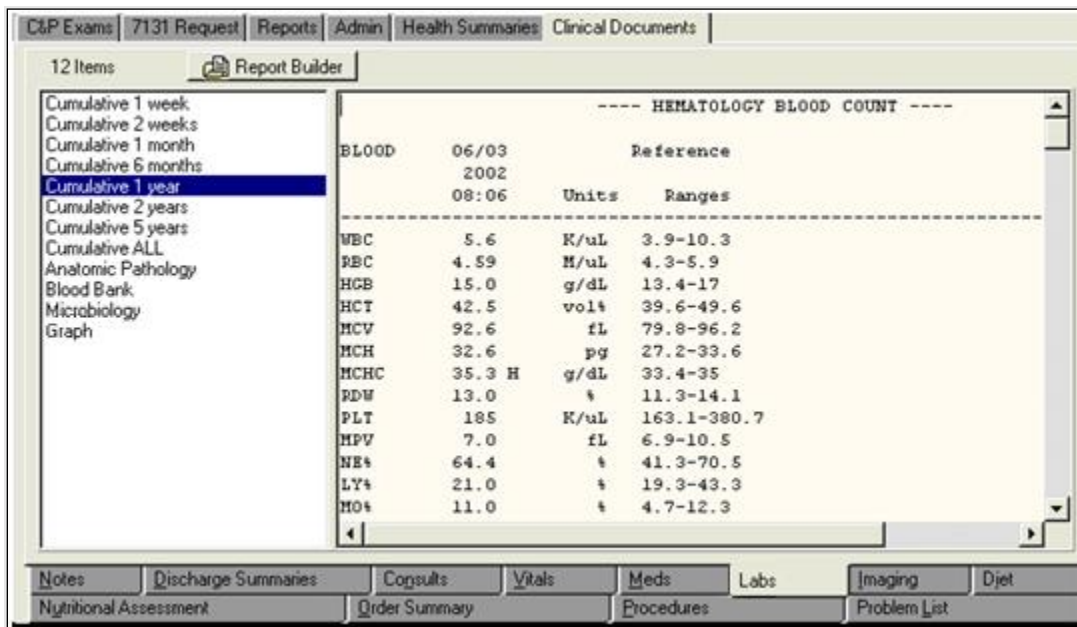 C&P Exams 7131 Request Reports Admin Health Summaries Clinical Documents
12 Items Report Builder
Cumulative 1 week
Cumulative 2 weeks
Cumulative 1 month
Cumulative 6 months
Cumulative 1 year
Cumulative 2 years
Cumulative 5 years
Cumulative ALL
Anatomic Pathology
Blood Bank
Microbiology
Graph
---- HEMATOLOGY BLOOD COUNT ----
BLOOD 06/03 Reference
2002
08:06 Units Ranges
WBC 5.6 K/uL 3.9-10.3
RBC 4.59 M/uL 4.3-5.9
HGB 15.0 g/dL 13.4-17
HCT 42.5 vol% 39.6-49.6
MCV 92.6 fL 79.8-96.2
MCH 32.6 pg 27.2-33.6
MCHC 35.3 H g/dL 33.4-35
RDW 13.0 % 11.3-14.1
PLT 185 K/uL 163.1-380.7
MPV 7.0 fL 6.9-10.5
NE% 64.4 % 41.3-70.5
LY% 21.0 % 19.3-43.3
MO% 11.0 % 4.7-12.3
Notes Discharge Summaries Consults Vitals Meds Labs Imaging Diet
Nutritional Assessment Order Summary Procedures Problem List